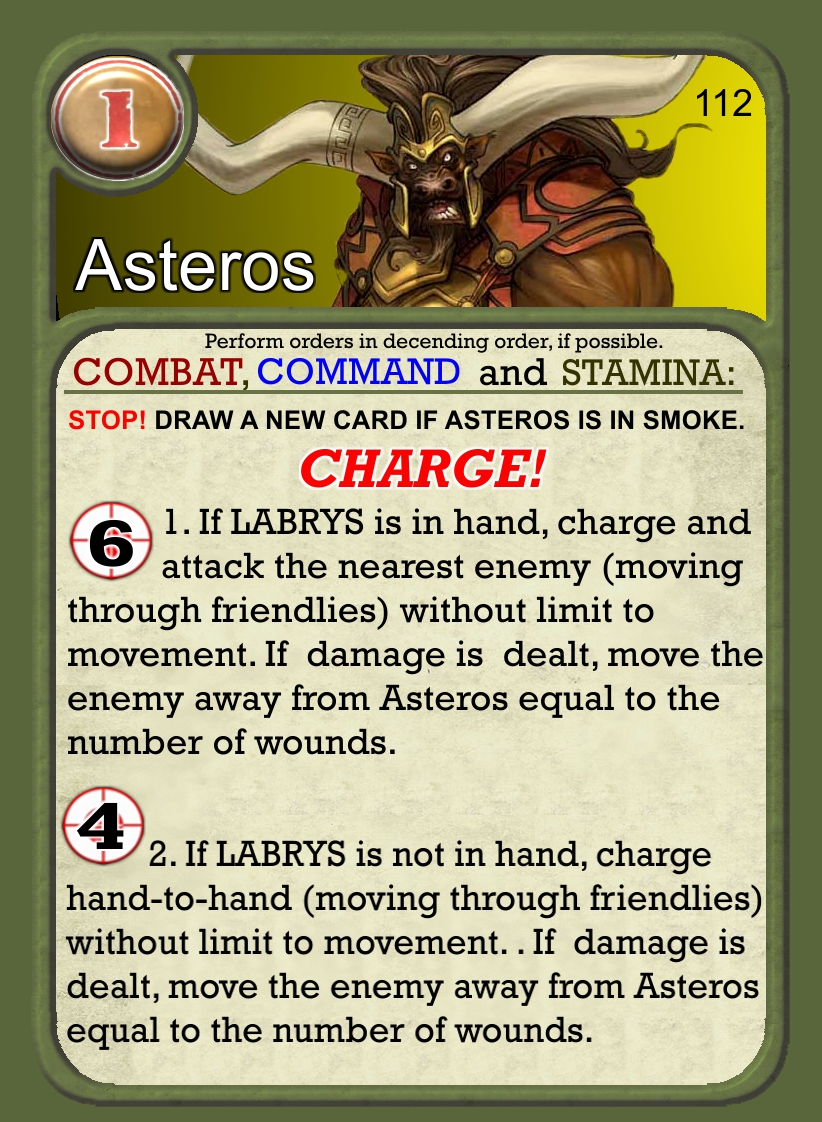 1
112
Asteros
Perform orders in decending order, if possible.
COMBAT, COMMAND and STAMINA:
STOP! DRAW A NEW CARD IF ASTEROS IS IN SMOKE.
CHARGE!
6 1. If LABRYS is in hand, charge and
attack the nearest enemy (moving
through friendlies) without limit to
movement. If damage is dealt, move the
enemy away from Asteros equal to the
number of wounds.
4
2. If LABRYS is not in hand, charge
hand-to-hand (moving through friendlies)
without limit to movement. . If damage is
dealt, move the enemy away from Asteros
equal to the number of wounds.